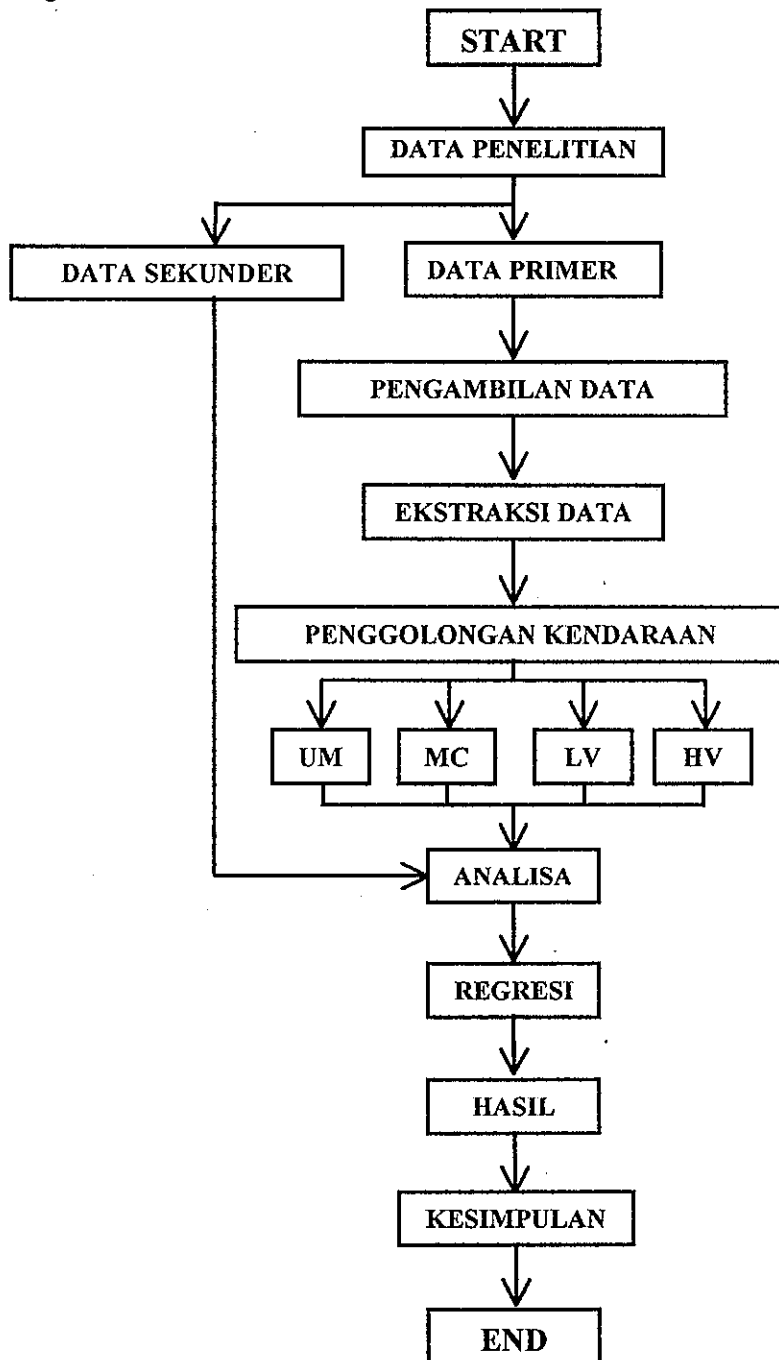 START
DATA PENELITIAN
DATA SEKUNDER
DATA PRIMER
PENGAMBILAN DATA
EKSTRAKSI DATA
PENGGOLONGAN KENDARAAN
UM
MC
LV
HV
ANALISA
REGRESI
HASIL
KESIMPULAN
END